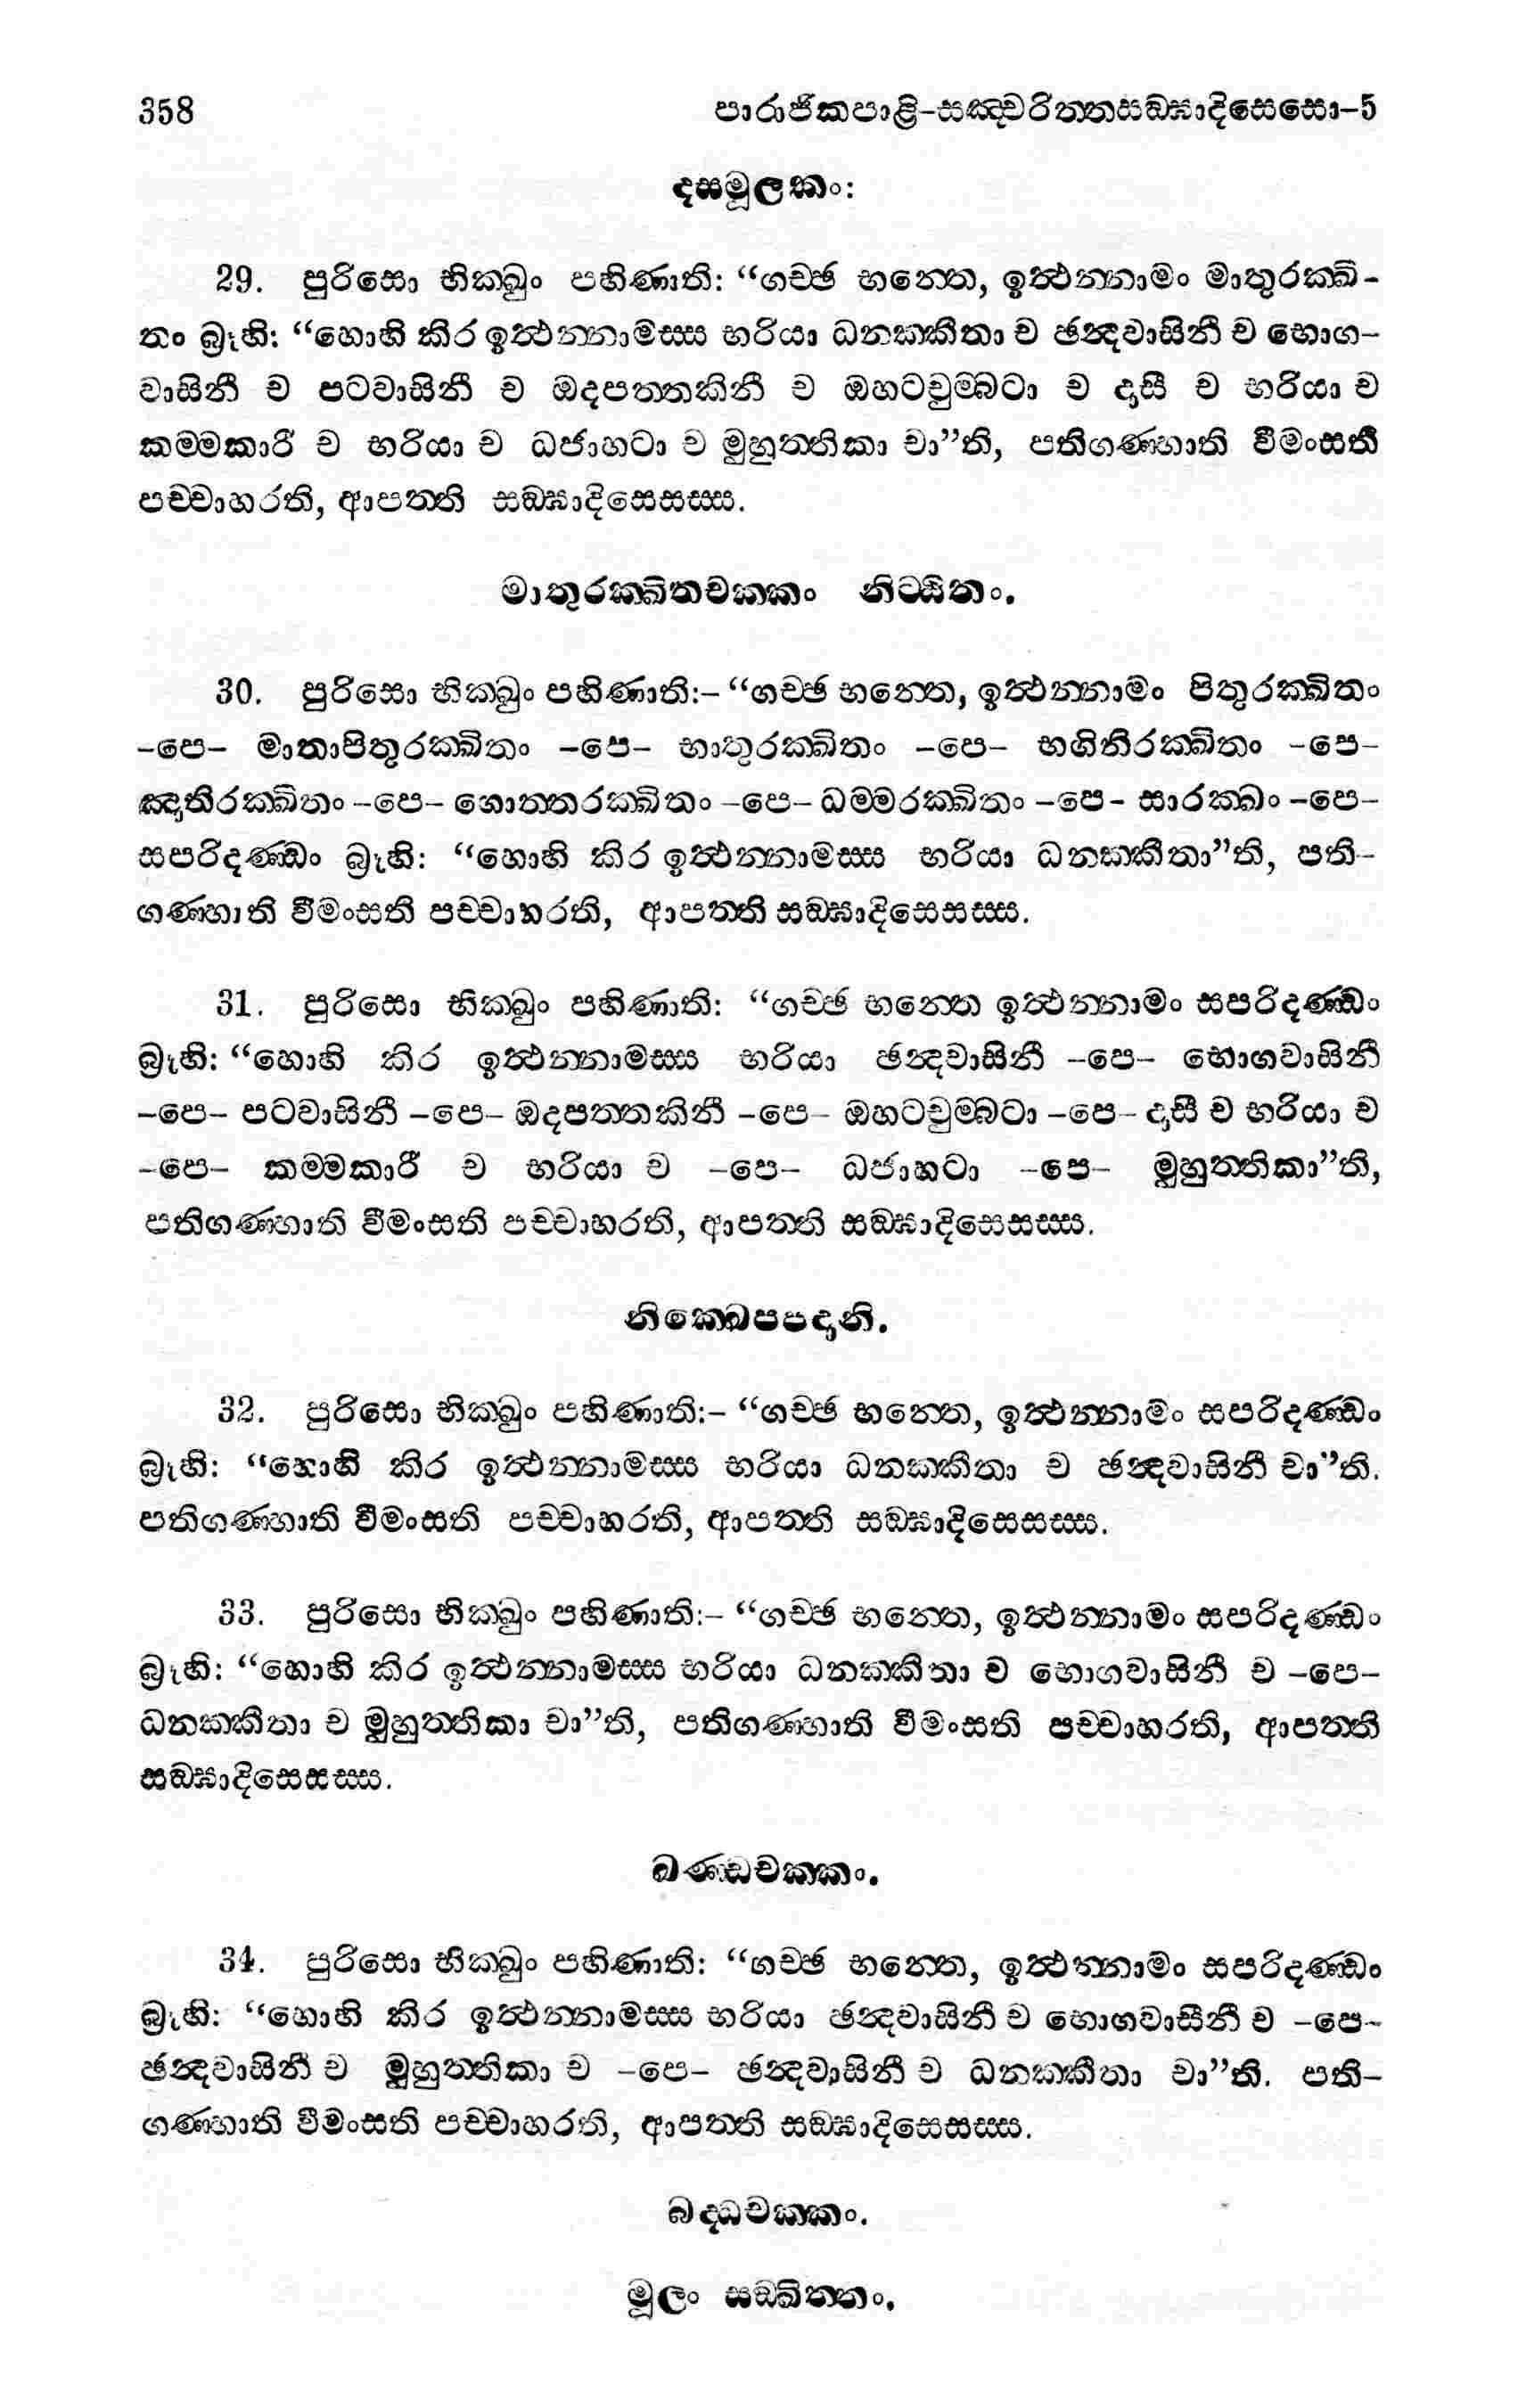 358 පාරාජිකපාළි-සඤ්චරිත්තසඞ්ඝාදිසෙසො-5
දසමූලකං:
29. පුරිසො භික්ඛුං පහිණාති: “ගච්ඡ භන්තෙ, ඉත්ථන්නාමං මාතුරක්ඛි-
තං බ්‍රූහි: “හොහි කිර ඉත්ථන්නාමස්ස භරියා ධනක්කීතා ච ඡන්දවාසිනී ච භොග-
වාසිනී ච පටවාසිනී ච ඔදපත්තකිනී ච ඔහටචුම්බටා ච දාසී ච භරියා ච
කම්මකාරී ච භරියා ච ධජාහටා ච මුහුත්තිකා චා”ති, පතිගණ්හාති වීමංසති
පච්චාහරති, ආපත්ති සඞ්ඝාදිසෙසස්ස.
මාතුරක්ඛිතචක්කං නිට්ඨිතං.
30. පුරිසො භික්ඛුං පහිණාති:– “ගච්ඡ භන්තෙ, ඉත්ථන්නාමං පිතුරක්ඛිතං
–පෙ– මාතාපිතුරක්ඛිතං –පෙ– භාතුරක්ඛිතං –පෙ– භගිනිරක්ඛිතං –පෙ–
ඤාතිරක්ඛිතං –පෙ– ගොත්තරක්ඛිතං –පෙ– ධම්මරක්ඛිතං –පෙ– සාරක්ඛං –පෙ–
සපරිදණ්ඩං බ්‍රූහි: “හොහි කිර ඉත්ථන්නාමස්ස භරියා ධනක්කීතා”ති, පති-
ගණ්හාති වීමංසති පච්චාහරති, ආපත්ති සඞ්ඝාදිසෙසස්ස.
31. පුරිසො භික්ඛුං පහිණාති: “ගච්ඡ භන්තෙ ඉත්ථන්නාමං සපරිදණ්ඩං
බ්‍රූහි: “හොහි කිර ඉත්ථන්නාමස්ස භරියා ඡන්දවාසිනී –පෙ– භොගවාසිනී
–පෙ– පටවාසිනී –පෙ– ඔදපත්තකිනී –පෙ– ඔහටචුම්බටා –පෙ– දාසී ච භරියා ච
–පෙ– කම්මකාරී ච භරියා ච –පෙ– ධජාහටා –පෙ– මුහුත්තිකා”ති,
පතිගණ්හාති වීමංසති පච්චාහරති, ආපත්ති සඞ්ඝාදිසෙසස්ස.
නික්ඛෙපපදානි.
32. පුරිසො භික්ඛුං පහිණාති:– “ගච්ඡ භන්තෙ, ඉත්ථන්නාමං සපරිදණ්ඩං
බ්‍රූහි: “හොහි කිර ඉත්ථන්නාමස්ස භරියා ධනක්කීතා ච ඡන්දවාසිනී චා”ති.
පතිගණ්හාති වීමංසති පච්චාහරති, ආපත්ති සඞ්ඝාදිසෙසස්ස.
33. පුරිසො භික්ඛුං පහිණාති:– “ගච්ඡ භන්තෙ, ඉත්ථන්නාමං සපරිදණ්ඩං
බ්‍රූහි: “හොහි කිර ඉත්ථන්නාමස්ස භරියා ධනක්කීතා ච භොගවාසිනී ච –පෙ–
ධනක්කීතා ච මුහුත්තිකා චා”ති, පතිගණ්හාති වීමංසති පච්චාහරති, ආපත්ති
සඞ්ඝාදිසෙසස්ස.
ඛණ්ඩචක්කං.
34. පුරිසො භික්ඛුං පහිණාති: “ගච්ඡ භන්තෙ, ඉත්ථන්නාමං සපරිදණ්ඩං
බ්‍රූහි: “හොහි කිර ඉත්ථන්නාමස්ස භරියා ඡන්දවාසිනී ච භොගවාසිනී ච –පෙ–
ඡන්දවාසිනී ච මුහුත්තිකා ච –පෙ– ඡන්දවාසිනී ච ධනක්කීතා චා”ති. පති-
ගණ්හාති වීමංසති පච්චාහරති, ආපත්ති සඞ්ඝාදිසෙසස්ස.
බද්ධචක්කං.
මූලං සඞ්ඛිත්තං.